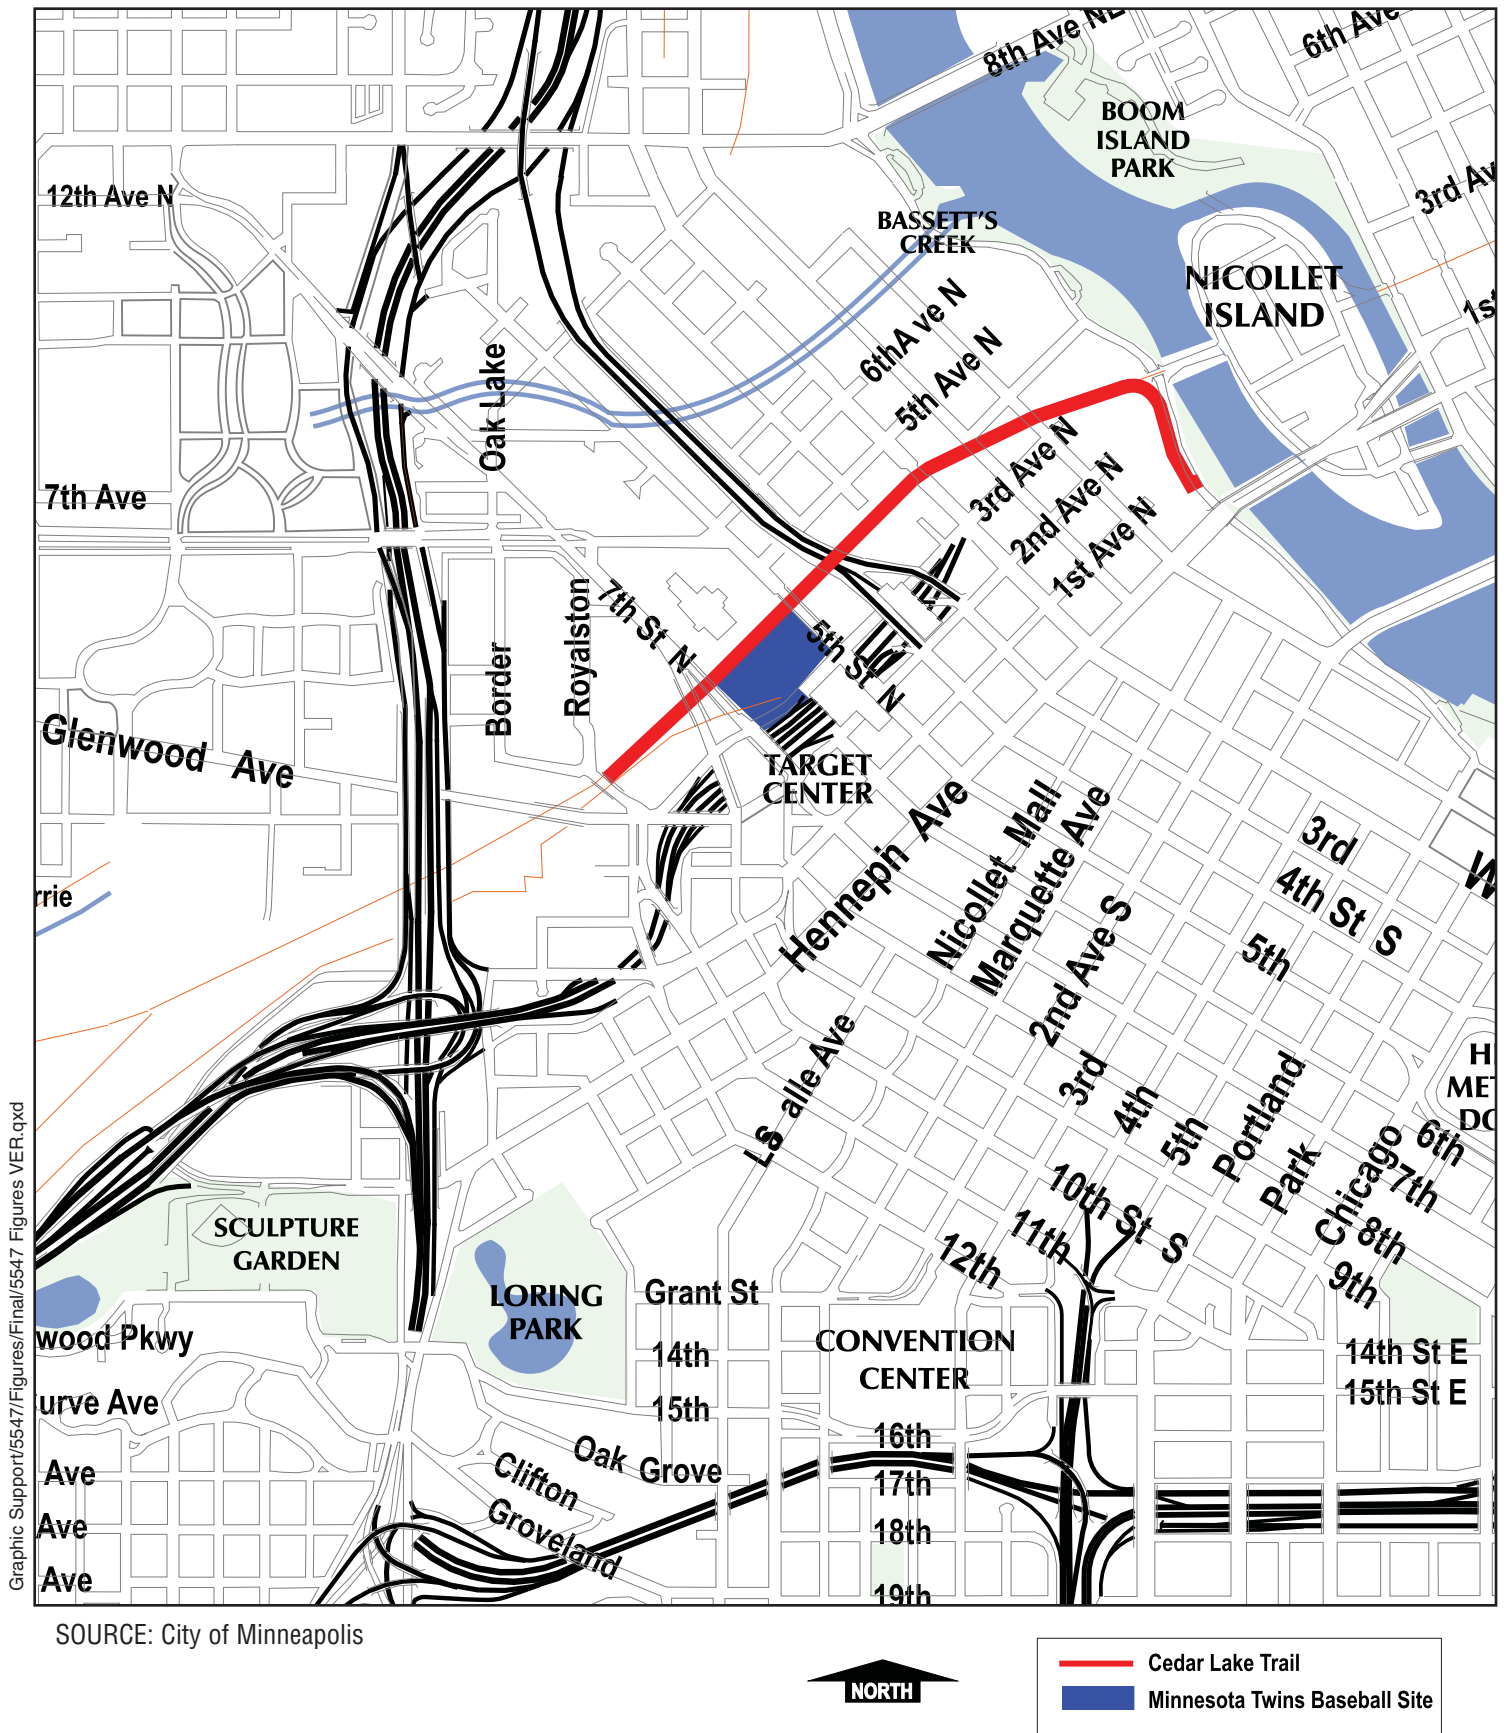 8th Ave NE
6th Ave
BOOM
ISLAND
PARK
12th Ave N
3rd Av
BASSETT'S
CREEK
NICOLLET
ISLAND
1st
6thA ve N
5th Ave N
Oak Lake
7th Ave
3rd Ave N
2nd Ave N
1st Ave N
Royalston
7th St N
5th St N
Border
Glenwood Ave
TARGET
CENTER
Henneph Ave
Nicollet Mall
Marquette Ave
3rd
4th St S
5th
W
rrie
2nd Ave S
Ls alle Ave
3rd
4th
5th
Portland
Park
Chicago
H
MET
DO
6th
7th
8th
9th
10th St S
11th
12th
SCULPTURE
GARDEN
LORING
PARK
Grant St
14th
15th
CONVENTION
CENTER
14th St E
15th St E
wood Pkwy
urve Ave
Ave
Ave
Ave
Oak Grove
Clifton
Groveland
16th
17th
18th
19th
Graphic Support/5547/Figures/Final/5547 Figures VER.qxd
SOURCE: City of Minneapolis
NORTH
Cedar Lake Trail
Minnesota Twins Baseball Site